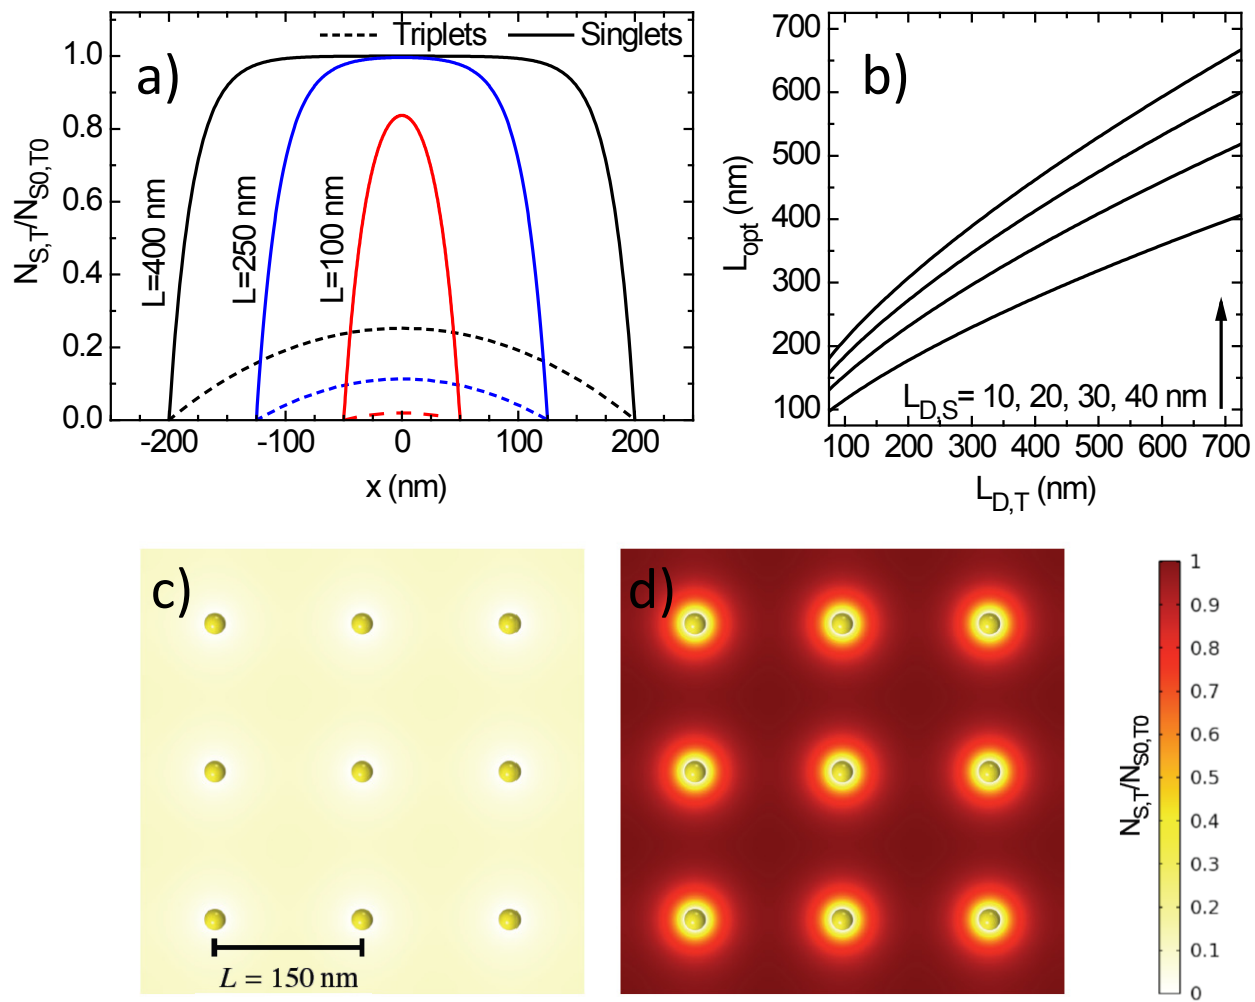 a)
Triplets Singlets
1.0
0.8
0.6
0.4
0.2
0.0
N_S,T/N_S0,T0
L=400 nm
L=250 nm
L=100 nm
-200 -100 0 100 200
x (nm)
b)
700
600
500
400
300
200
100
L_opt (nm)
L_D,S= 10, 20, 30, 40 nm
100 200 300 400 500 600 700
L_D,T (nm)
c)
L = 150 nm
d)
N_S,T/N_S0,T0
1
0.9
0.8
0.7
0.6
0.5
0.4
0.3
0.2
0.1
0